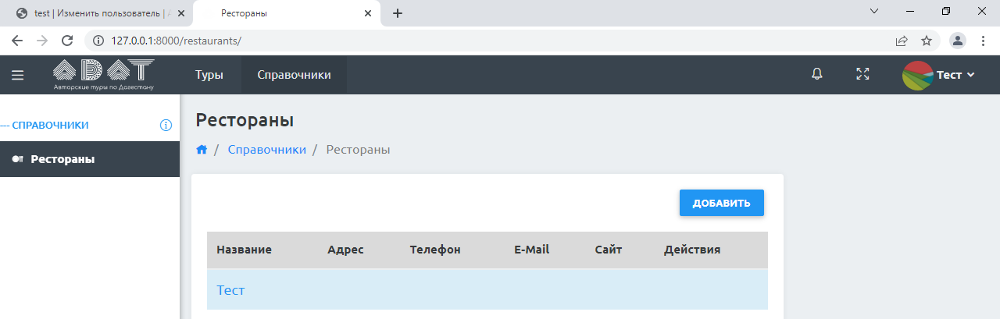 test | Изменить пользователь |
Рестораны
127.0.0.1:8000/restaurants/
АДАТ
Авторские туры по Дагестану
Туры
Справочники
Тест
СПРАВОЧНИКИ
Рестораны
Рестораны
/ Справочники / Рестораны
ДОБАВИТЬ
Название Адрес Телефон E-Mail Сайт Действия
Тест